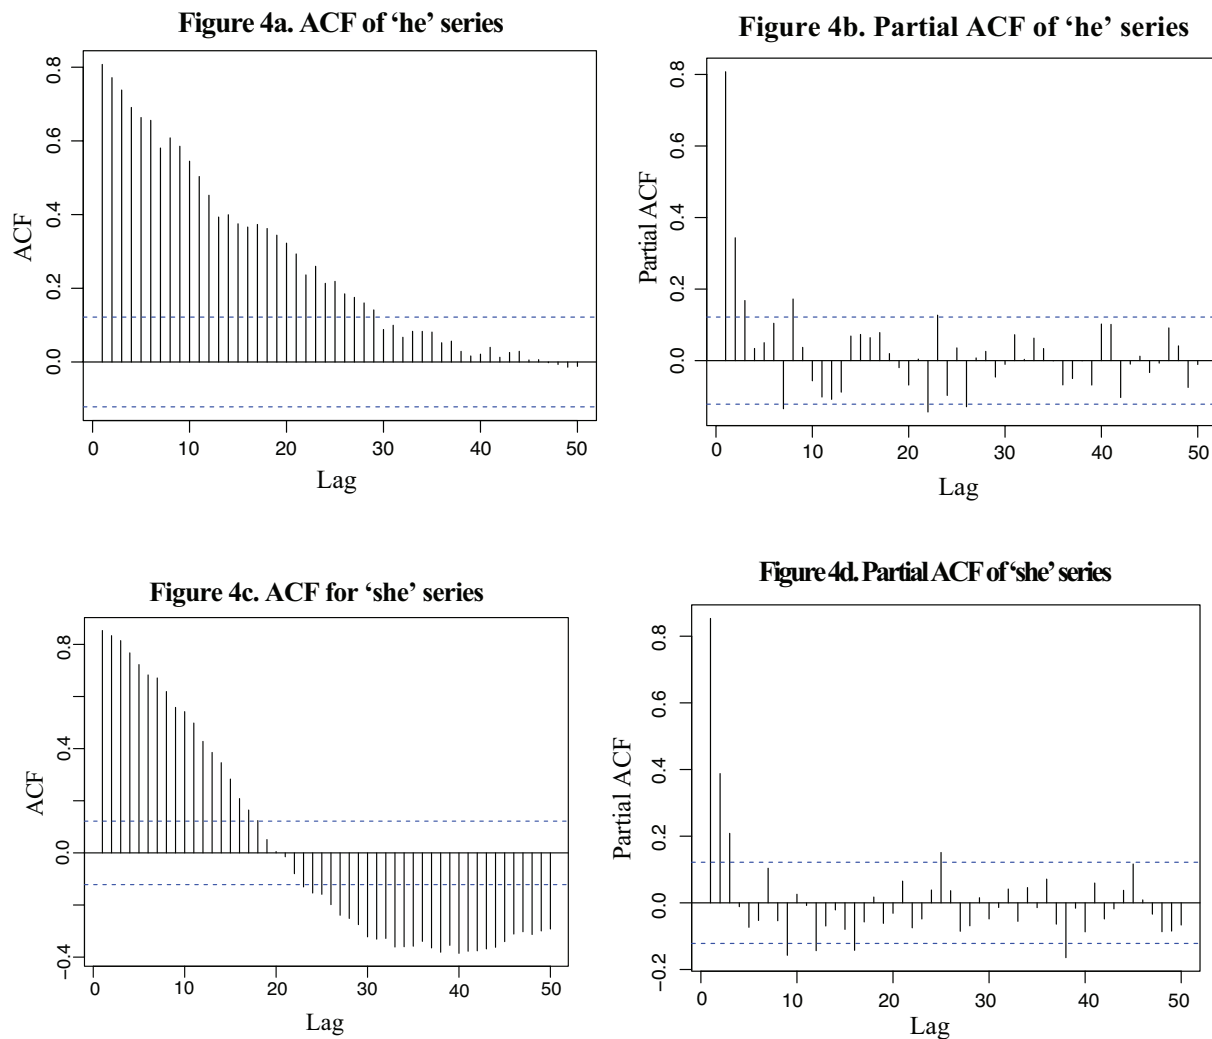 Figure 4a. ACF of ‘he’ series
0.8
0.6
0.4
0.2
0.0
ACF
0 10 20 30 40 50
Lag
Figure 4b. Partial ACF of ‘he’ series
0.8
0.6
0.4
0.2
0.0
Partial ACF
0 10 20 30 40 50
Lag
Figure 4c. ACF for ‘she’ series
0.8
0.4
0.0
−0.4
ACF
0 10 20 30 40 50
Lag
Figure 4d. Partial ACF of ‘she’ series
0.8
0.6
0.4
0.2
0.0
−0.2
Partial ACF
0 10 20 30 40 50
Lag